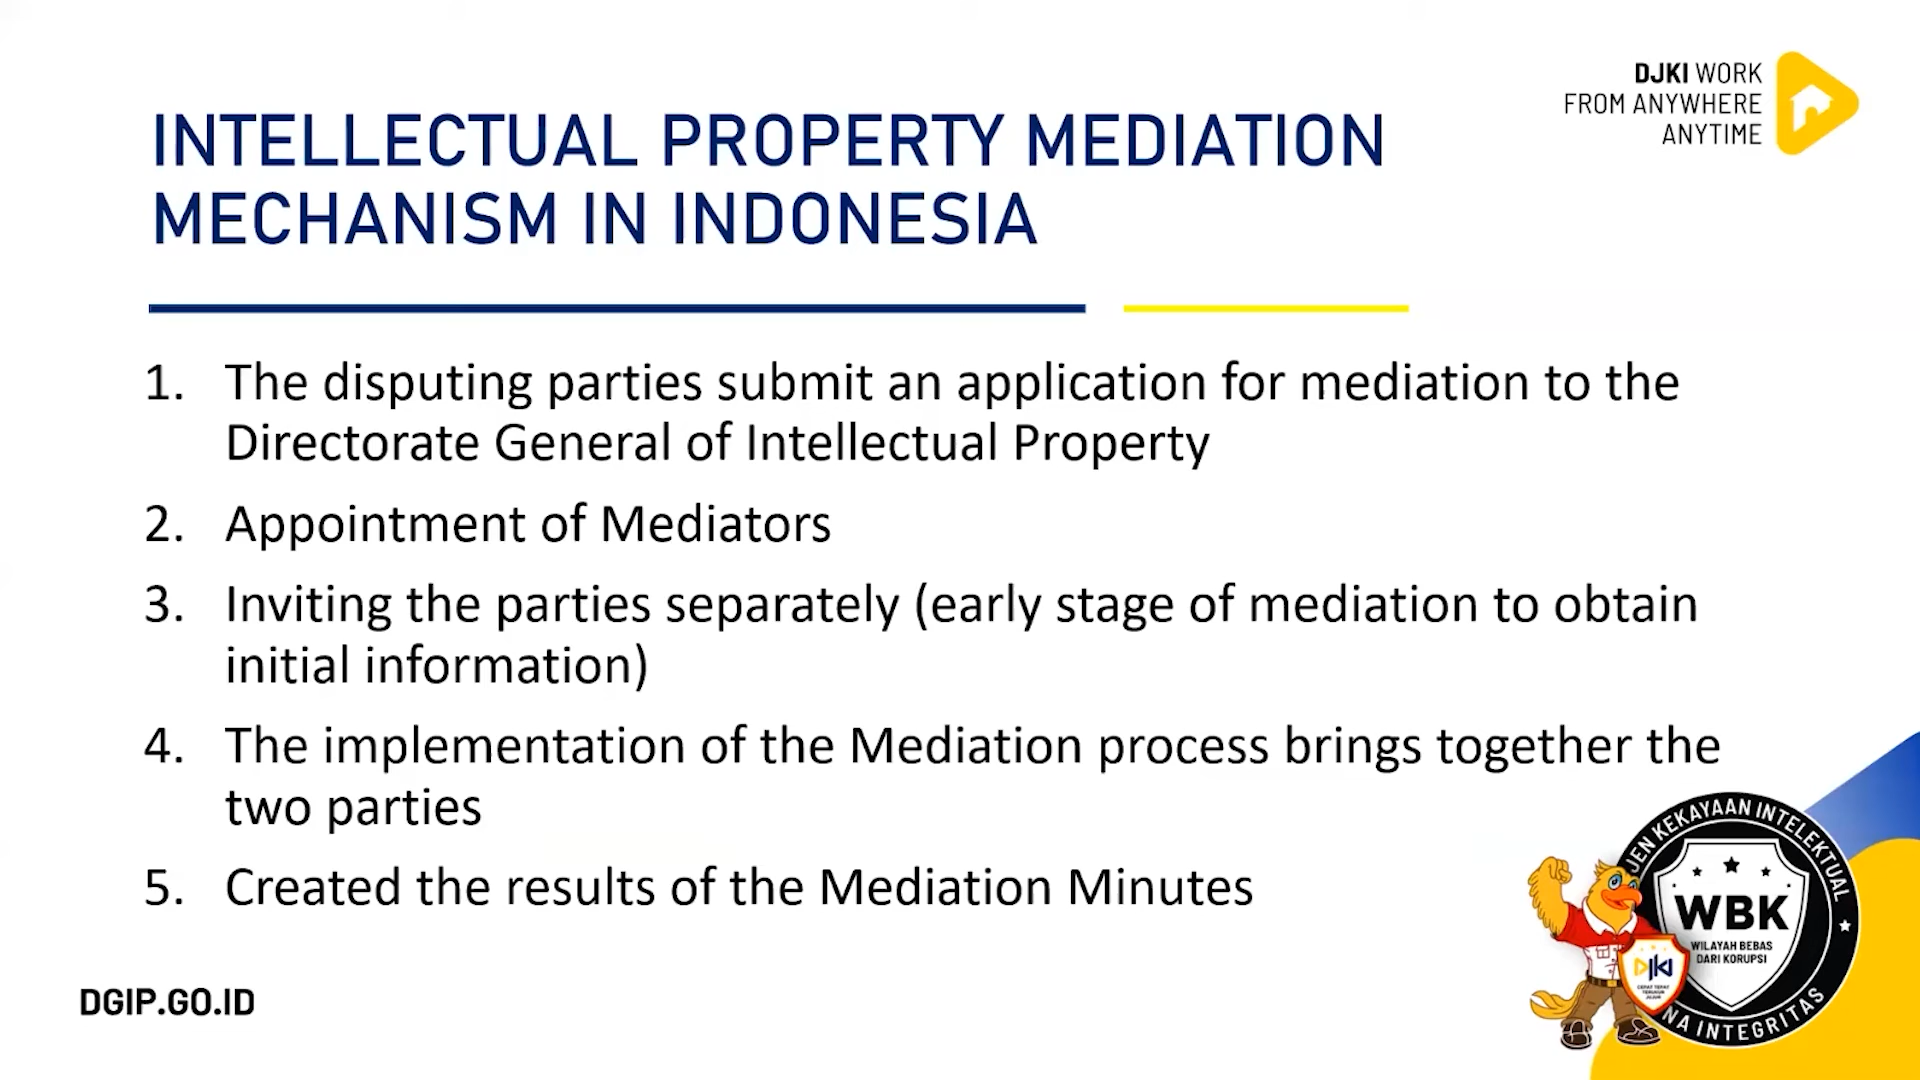 DJKI WORK
FROM ANYWHERE
ANYTIME
INTELLECTUAL PROPERTY MEDIATION
MECHANISM IN INDONESIA
1. The disputing parties submit an application for mediation to the
Directorate General of Intellectual Property
2. Appointment of Mediators
3. Inviting the parties separately (early stage of mediation to obtain
initial information)
4. The implementation of the Mediation process brings together the
two parties
5. Created the results of the Mediation Minutes
JEN KEKAYAAN INTELEKTUAL
WBK
WILAYAH BEBAS
DARI KORUPSI
DJKI
CEPAT TEPAT
NA INTEGRITAS
DGIP.GO.ID